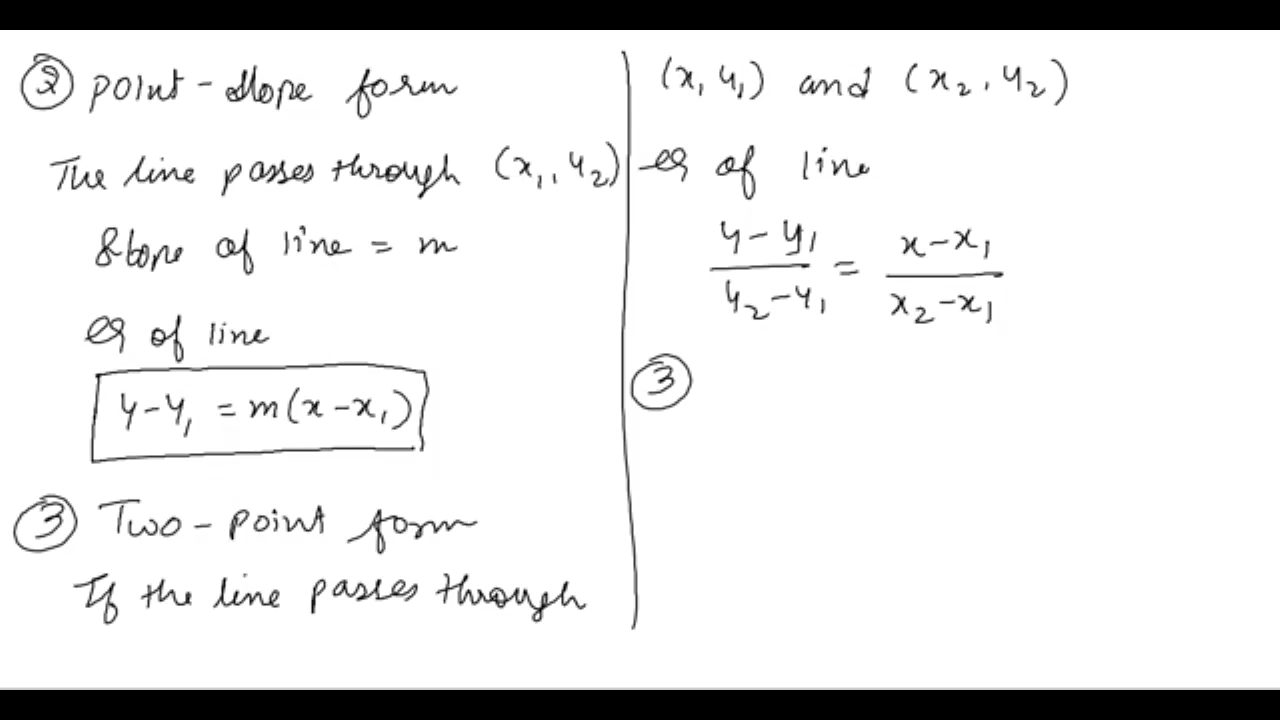 ② Point-slope form
The line passes through (x₁, y₂)
Slope of line = m
eq of line
y-y₁ = m(x-x₁)
③ Two-point form
If the line passes through
(x₁ y₁) and (x₂, y₂)
eq of line
y-y₁/y₂-y₁ = x-x₁/x₂-x₁
③